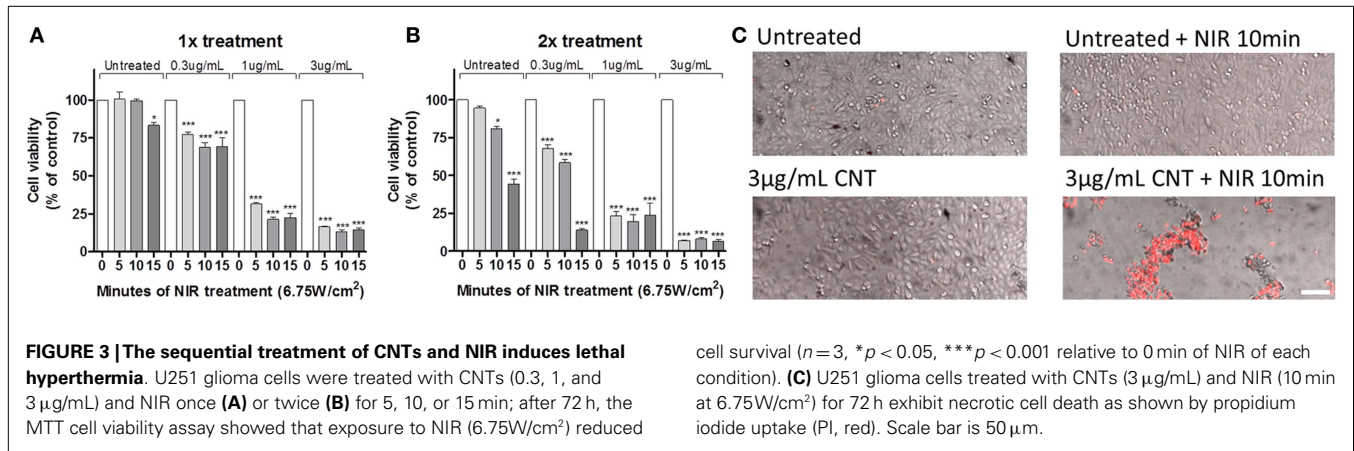 A
1x treatment
Untreated 0.3ug/mL 1ug/mL 3ug/mL
Cell viability
(% of control)
100
75
50
25
0
* *** *** *** *** *** *** *** *** ***
0 5 10 15 0 5 10 15 0 5 10 15 0 5 10 15
Minutes of NIR treatment (6.75W/cm²)
B
2x treatment
Untreated 0.3ug/mL 1ug/mL 3ug/mL
Cell viability
(% of control)
100
75
50
25
0
* *** *** *** *** *** *** *** *** *** ***
0 5 10 15 0 5 10 15 0 5 10 15 0 5 10 15
Minutes of NIR treatment (6.75W/cm²)
C
Untreated
Untreated + NIR 10min
3µg/mL CNT
3µg/mL CNT + NIR 10min
FIGURE 3 | The sequential treatment of CNTs and NIR induces lethal
hyperthermia. U251 glioma cells were treated with CNTs (0.3, 1, and
3 µg/mL) and NIR once (A) or twice (B) for 5, 10, or 15 min; after 72 h, the
MTT cell viability assay showed that exposure to NIR (6.75W/cm²) reduced
cell survival (n = 3, *p < 0.05, ***p < 0.001 relative to 0 min of NIR of each
condition). (C) U251 glioma cells treated with CNTs (3 µg/mL) and NIR (10 min
at 6.75W/cm²) for 72 h exhibit necrotic cell death as shown by propidium
iodide uptake (PI, red). Scale bar is 50 µm.